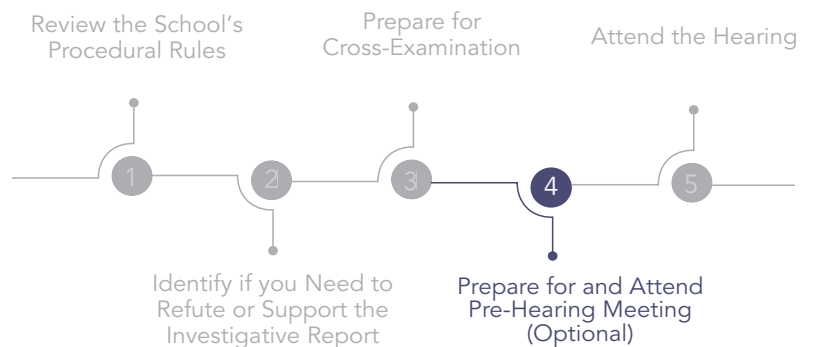 Review the School's
Procedural Rules
Prepare for
Cross-Examination
Attend the Hearing
1
2
3
4
5
Identify if you Need to
Refute or Support the
Investigative Report
Prepare for and Attend
Pre-Hearing Meeting
(Optional)